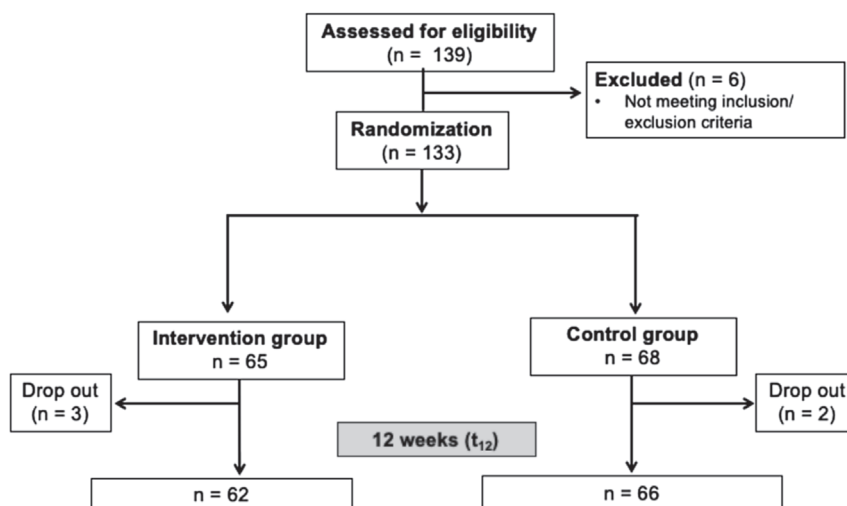 Assessed for eligibility
(n = 139)
Excluded (n = 6)
• Not meeting inclusion/
exclusion criteria
Randomization
(n = 133)
Intervention group
n = 65
Control group
n = 68
Drop out
(n = 3)
Drop out
(n = 2)
12 weeks (t₁₂)
n = 62
n = 66